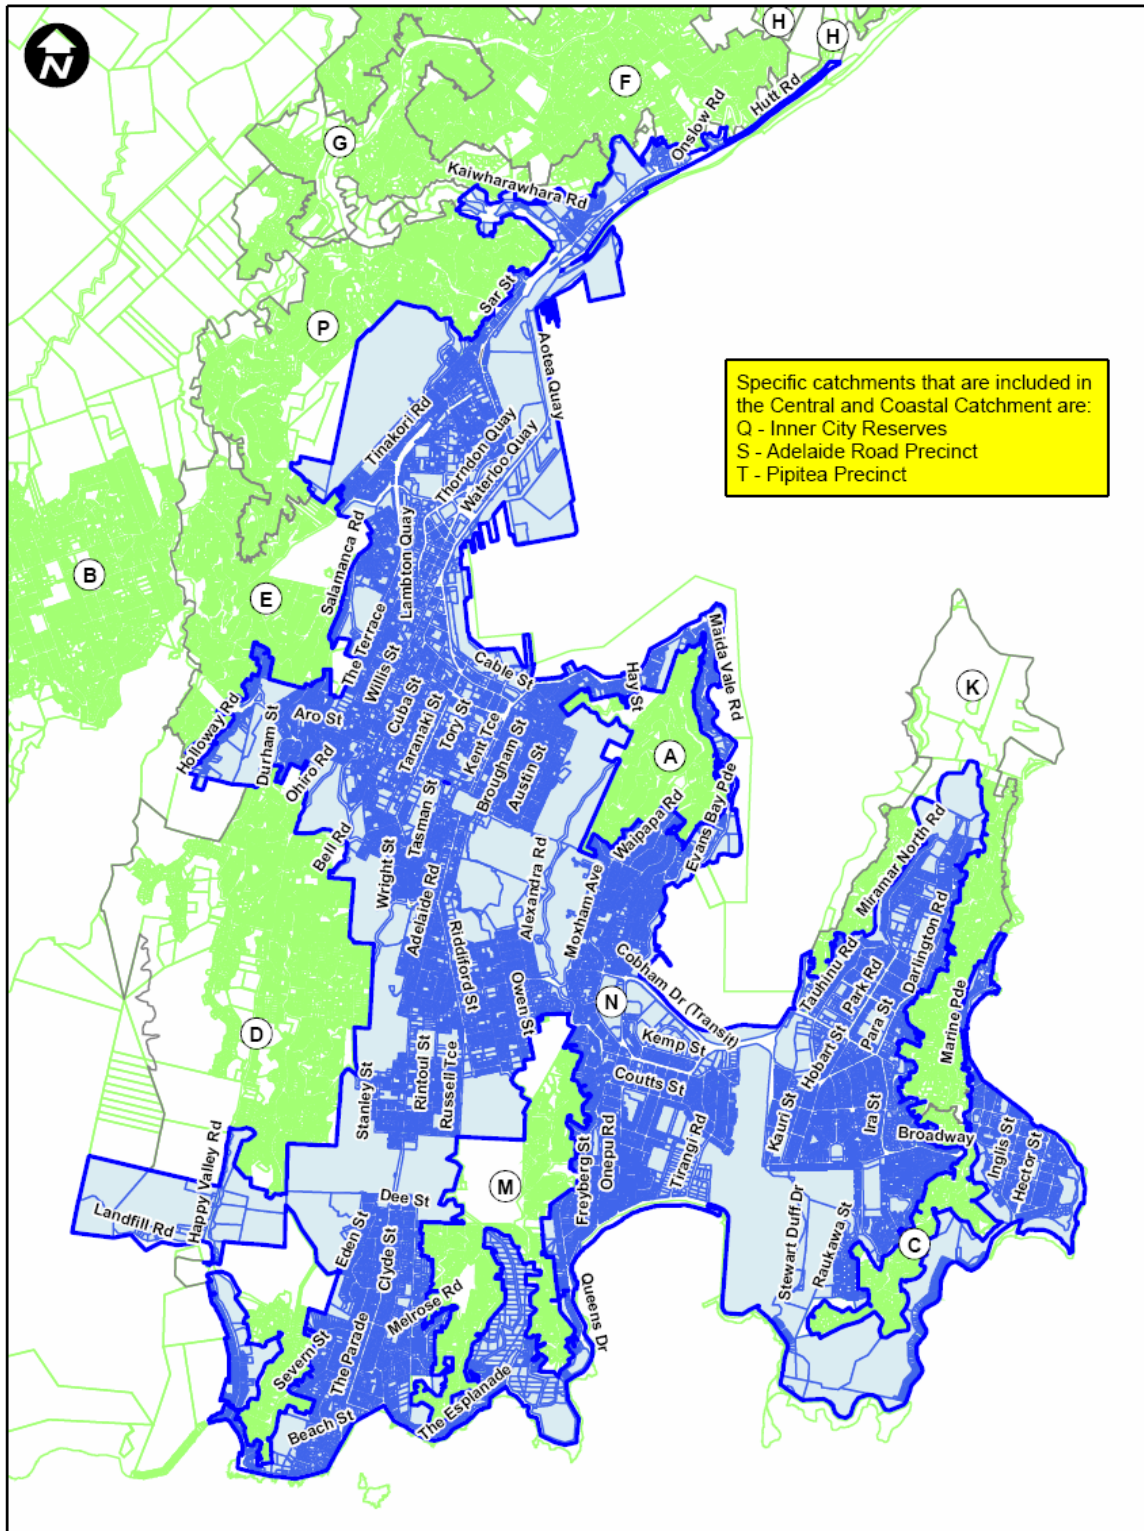 N
H
H
F
G
Onslow Rd
Hutt Rd
Kaiwharawhara Rd
Sar St
P
Aotea Quay
Specific catchments that are included in
the Central and Coastal Catchment are:
Q - Inner City Reserves
S - Adelaide Road Precinct
T - Pipitea Precinct
Tinakori Rd
Thorndon Quay
Waterloo Quay
Salamanca Rd
Lambton Quay
B
E
The Terrace
Willis St
Cable St
Hay St
Maida Vale Rd
K
Holloway Rd
Durham St
Aro St
Cuba St
Taranaki St
Tory St
Kent Tce
Brougham St
Austin St
A
Ohiro Rd
Bell Rd
Tasman St
Waipapa Rd
Evans Bay Pde
Wright St
Adelaide Rd
Alexandra Rd
Moxham Ave
Miramar North Rd
Riddiford St
Owen St
Cobham Dr (Transit)
N
Tauhinu Rd
Park Rd
Darlington Rd
D
Kemp St
Hobart St
Para St
Marine Pde
Stanley St
Rintoul St
Russell Tce
Coutts St
Kauri St
Ira St
Broadway
Inglis St
Hector St
Happy Valley Rd
Landfill Rd
M
Freyberg St
Onepu Rd
Tirangi Rd
Dee St
Eden St
Clyde St
Stewart Duff Dr
Raukawa St
C
Melrose Rd
Queens Dr
Severn St
The Parade
Beach St
The Esplanade